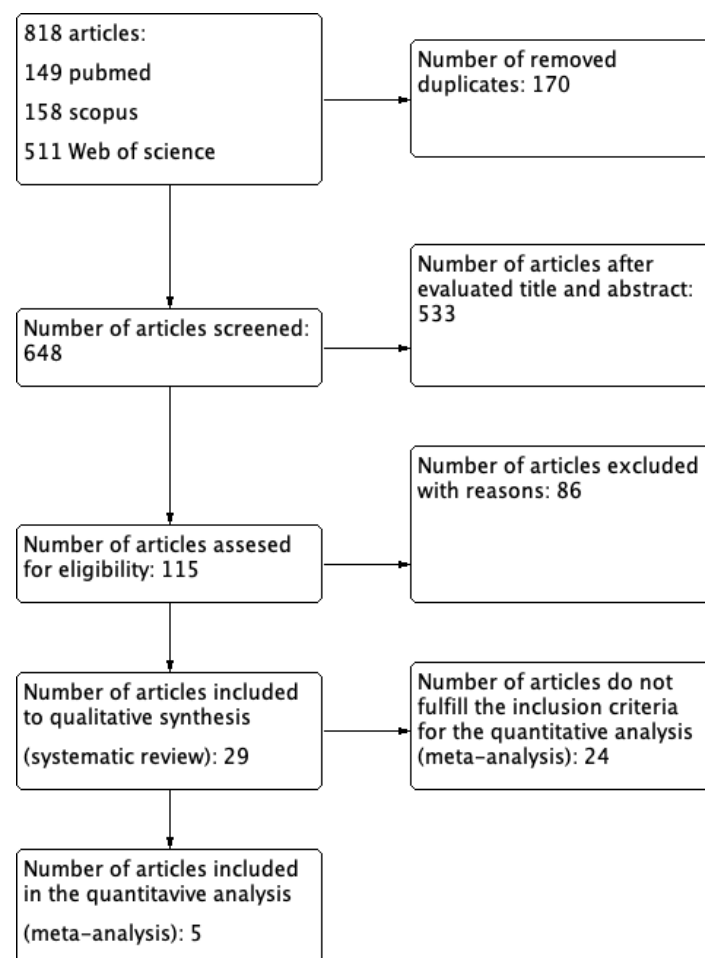 818 articles:
149 pubmed
158 scopus
511 Web of science
Number of removed
duplicates: 170
Number of articles after
evaluated title and abstract:
533
Number of articles screened:
648
Number of articles excluded
with reasons: 86
Number of articles assesed
for eligibility: 115
Number of articles included
to qualitative synthesis
(systematic review): 29
Number of articles do not
fulfill the inclusion criteria
for the quantitative analysis
(meta-analysis): 24
Number of articles included
in the quantitavive analysis
(meta-analysis): 5